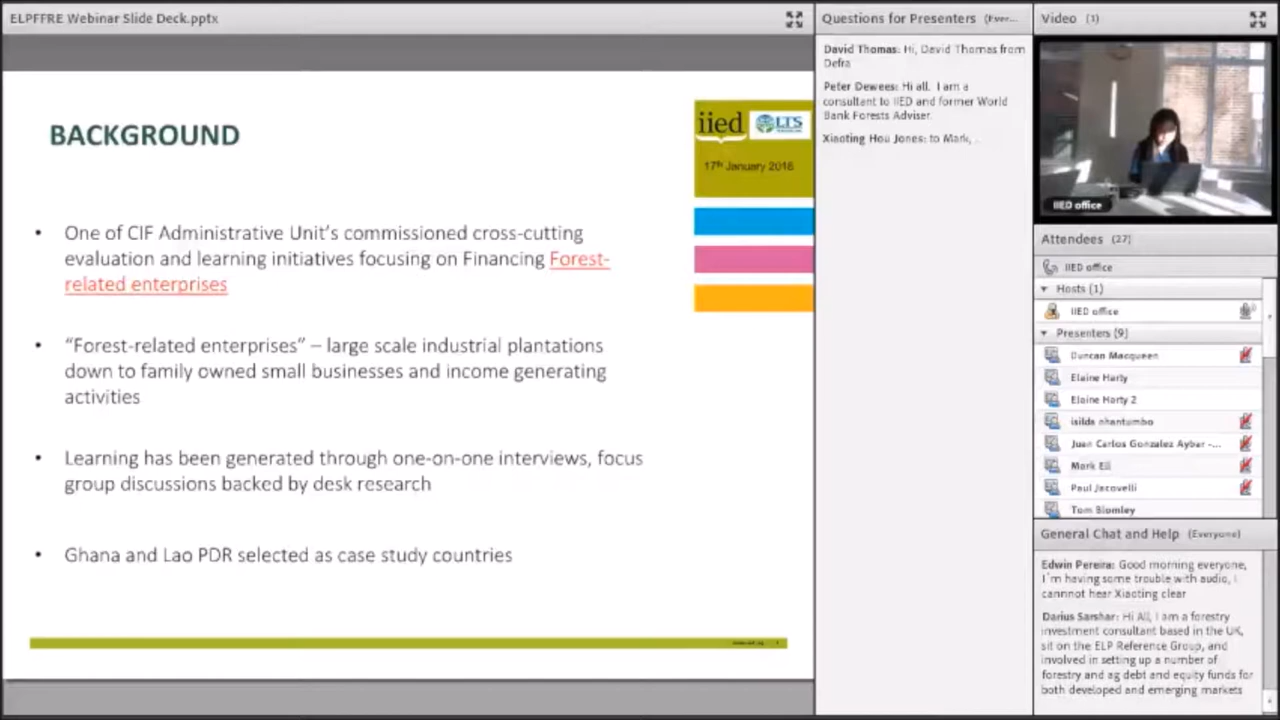 ELPFFRE Webinar Slide Deck.pptx
BACKGROUND
iied
LTS
17th January 2018
• One of CIF Administrative Unit's commissioned cross-cutting
evaluation and learning initiatives focusing on Financing Forest-
related enterprises
• “Forest-related enterprises” – large scale industrial plantations
down to family owned small businesses and income generating
activities
• Learning has been generated through one-on-one interviews, focus
group discussions backed by desk research
• Ghana and Lao PDR selected as case study countries
Questions for Presenters (Ever...
David Thomas: Hi, David Thomas from
Defra
Peter Dewees: Hi all. I am a
consultant to IIED and former World
Bank Forests Adviser.
Xiaoting Hou Jones: to Mark, .
Video (1)
IIED office
Attendees (27)
IIED office
Hosts (1)
IIED office
Presenters (9)
Duncan Macqueen
Elaine Harty
Elaine Harty 2
isilda nhantumbo
Juan Carlos Gonzalez Aybar -...
Mark Ell
Paul Jacovelli
Tom Blomley
General Chat and Help (Everyone)
Edwin Pereira: Good morning everyone,
I´m having some trouble with audio, I
cannnot hear Xiaoting clear
Darius Sarshar: Hi All, I am a forestry
investment consultant based in the UK,
sit on the ELP Reference Group, and
involved in setting up a number of
forestry and ag debt and equity funds for
both developed and emerging markets